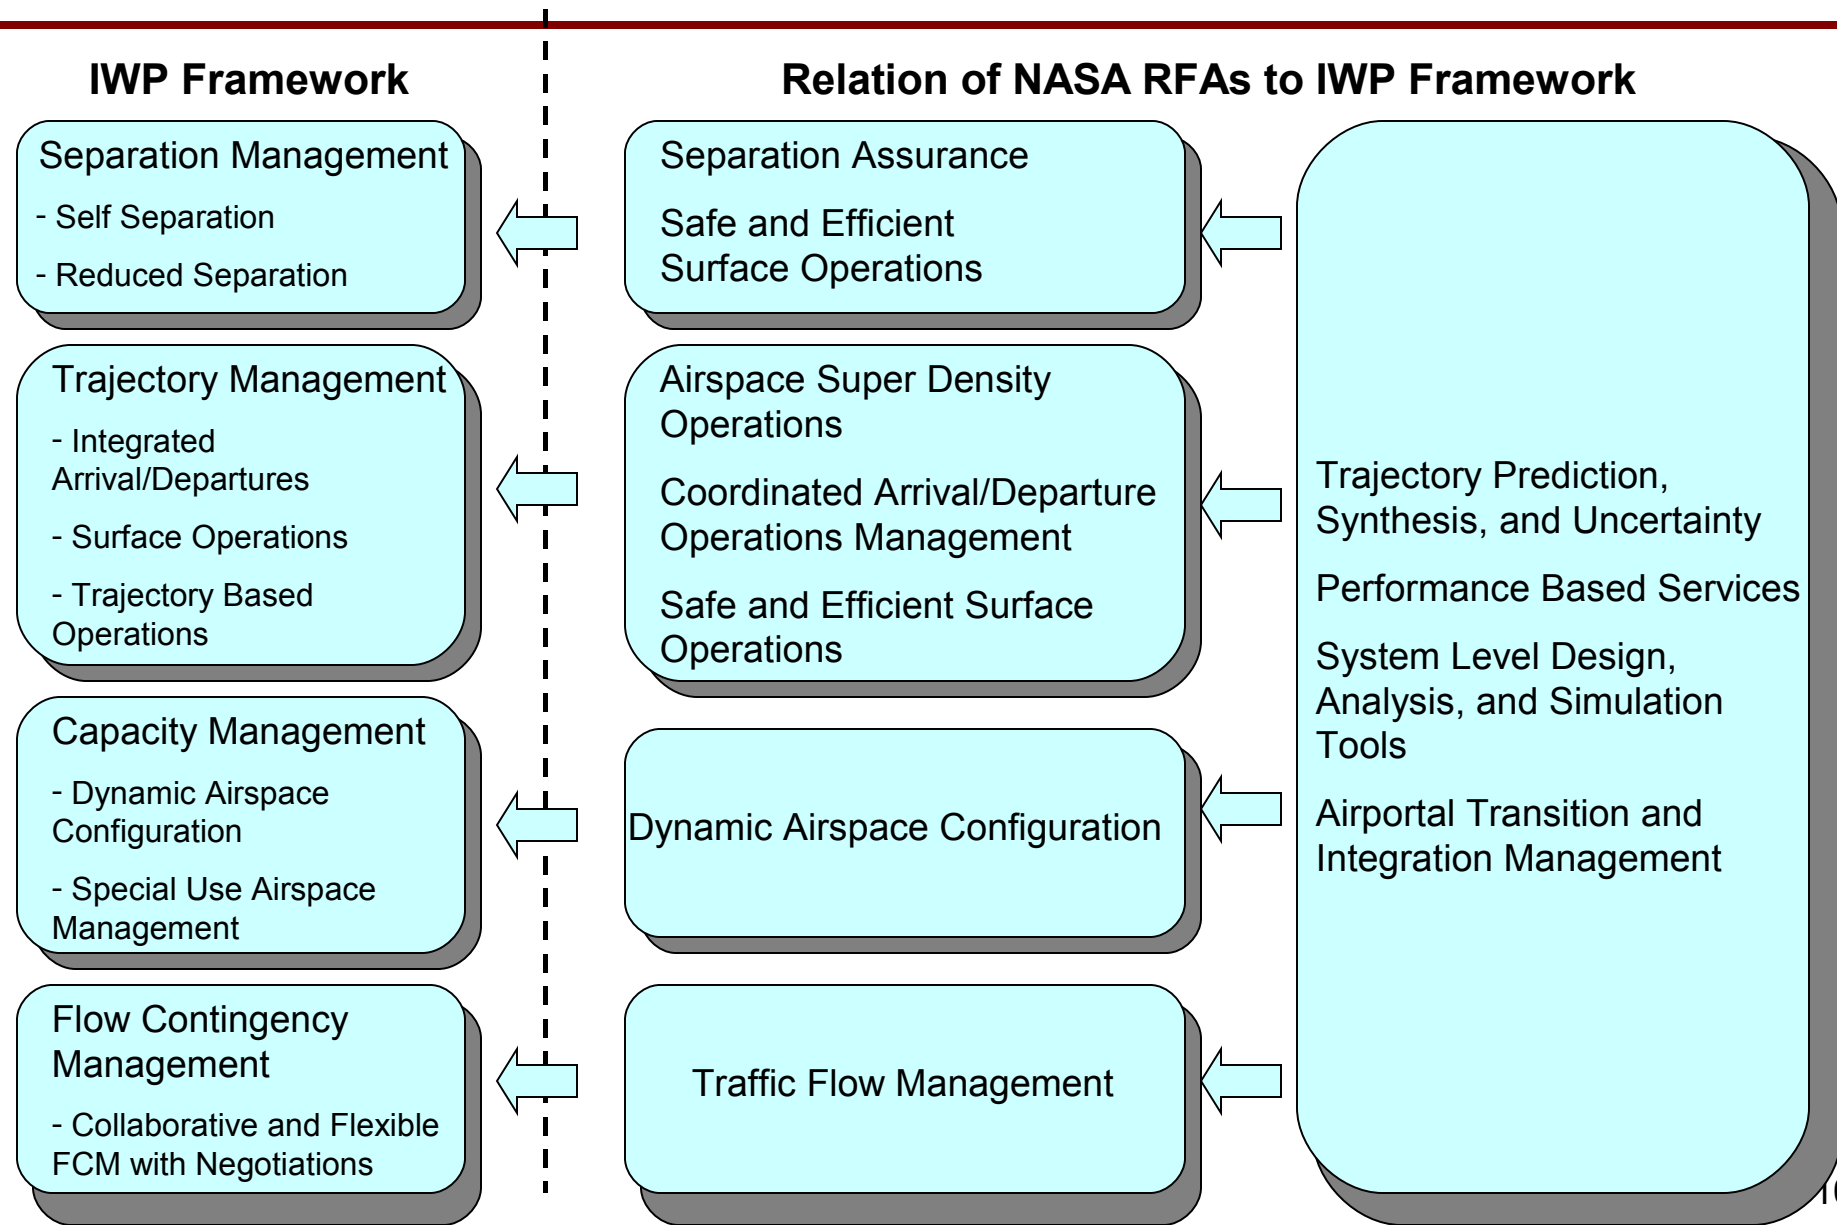 IWP Framework
Relation of NASA RFAs to IWP Framework
Separation Management
- Self Separation
- Reduced Separation
Trajectory Management
- Integrated
Arrival/Departures
- Surface Operations
- Trajectory Based
Operations
Capacity Management
- Dynamic Airspace
Configuration
- Special Use Airspace
Management
Flow Contingency
Management
- Collaborative and Flexible
FCM with Negotiations
Separation Assurance
Safe and Efficient
Surface Operations
Airspace Super Density
Operations
Coordinated Arrival/Departure
Operations Management
Safe and Efficient Surface
Operations
Dynamic Airspace Configuration
Traffic Flow Management
Trajectory Prediction,
Synthesis, and Uncertainty
Performance Based Services
System Level Design,
Analysis, and Simulation
Tools
Airportal Transition and
Integration Management